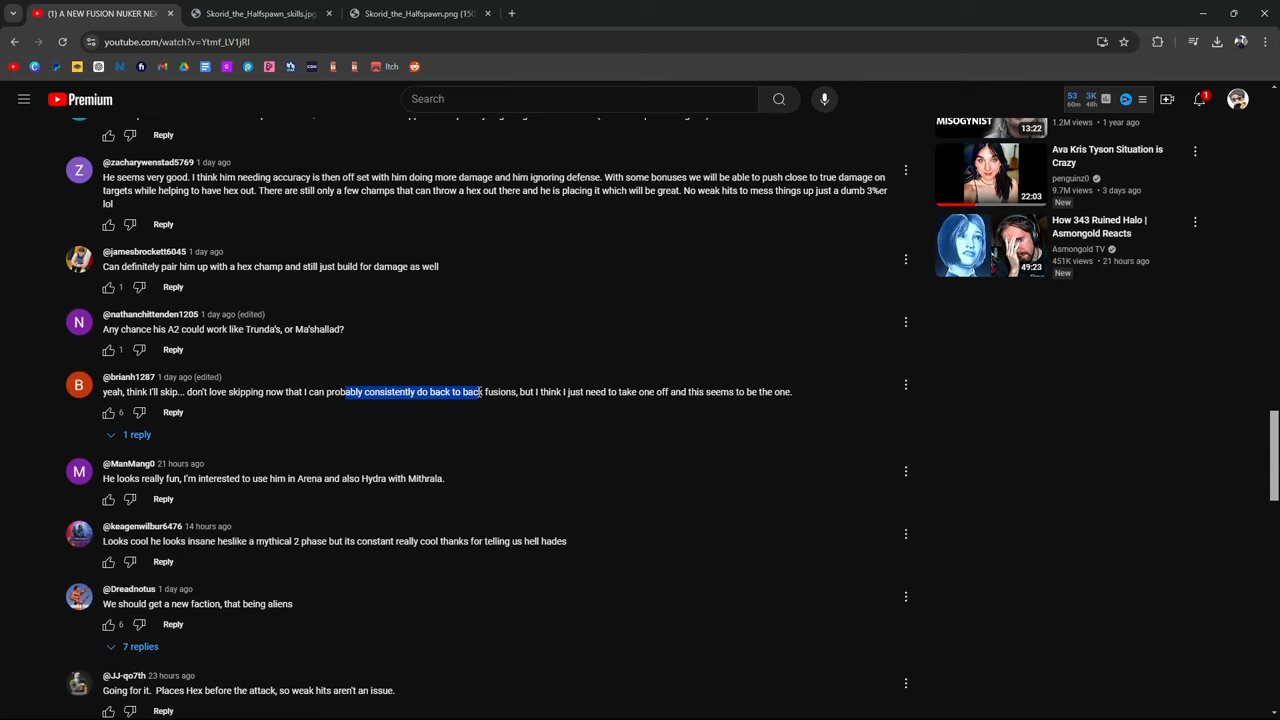 (1) A NEW FUSION NUKER NEX
Skorid_the_Halfspawn_skills.jpg
Skorid_the_Halfspawn.png (150
youtube.com/watch?v=Ytmf_LV1jRI
Itch
Premium
Search
53
60m
3K
48h
1
Reply
@zacharywenstad5769 1 day ago
He seems very good. I think him needing accuracy is then off set with him doing more damage and him ignoring defense. With some bonuses we will be able to push close to true damage on
targets while helping to have hex out. There are still only a few champs that can throw a hex out there and he is placing it which will be great. No weak hits to mess things up just a dumb 3%er
lol
Reply
@jamesbrockett6045 1 day ago
Can definitely pair him up with a hex champ and still just build for damage as well
1
Reply
@nathanchittenden1205 1 day ago (edited)
Any chance his A2 could work like Trunda's, or Ma'shallad?
1
Reply
@brianh1287 1 day ago (edited)
yeah, think I'll skip... don't love skipping now that I can probably consistently do back to back fusions, but I think I just need to take one off and this seems to be the one.
6
Reply
1 reply
@ManMang0 21 hours ago
He looks really fun, I'm interested to use him in Arena and also Hydra with Mithrala.
Reply
@keagenwilbur6476 14 hours ago
Looks cool he looks insane heslike a mythical 2 phase but its constant really cool thanks for telling us hell hades
Reply
@Dreadnotus 1 day ago
We should get a new faction, that being aliens
6
Reply
7 replies
@JJ-qo7th 23 hours ago
Going for it. Places Hex before the attack, so weak hits aren't an issue.
Reply
MISOGYNIST
13:22
1.2M views • 1 year ago
Ava Kris Tyson Situation is
Crazy
penguinz0
9.7M views • 3 days ago
New
22:03
How 343 Ruined Halo |
Asmongold Reacts
Asmongold TV
451K views • 21 hours ago
New
49:23